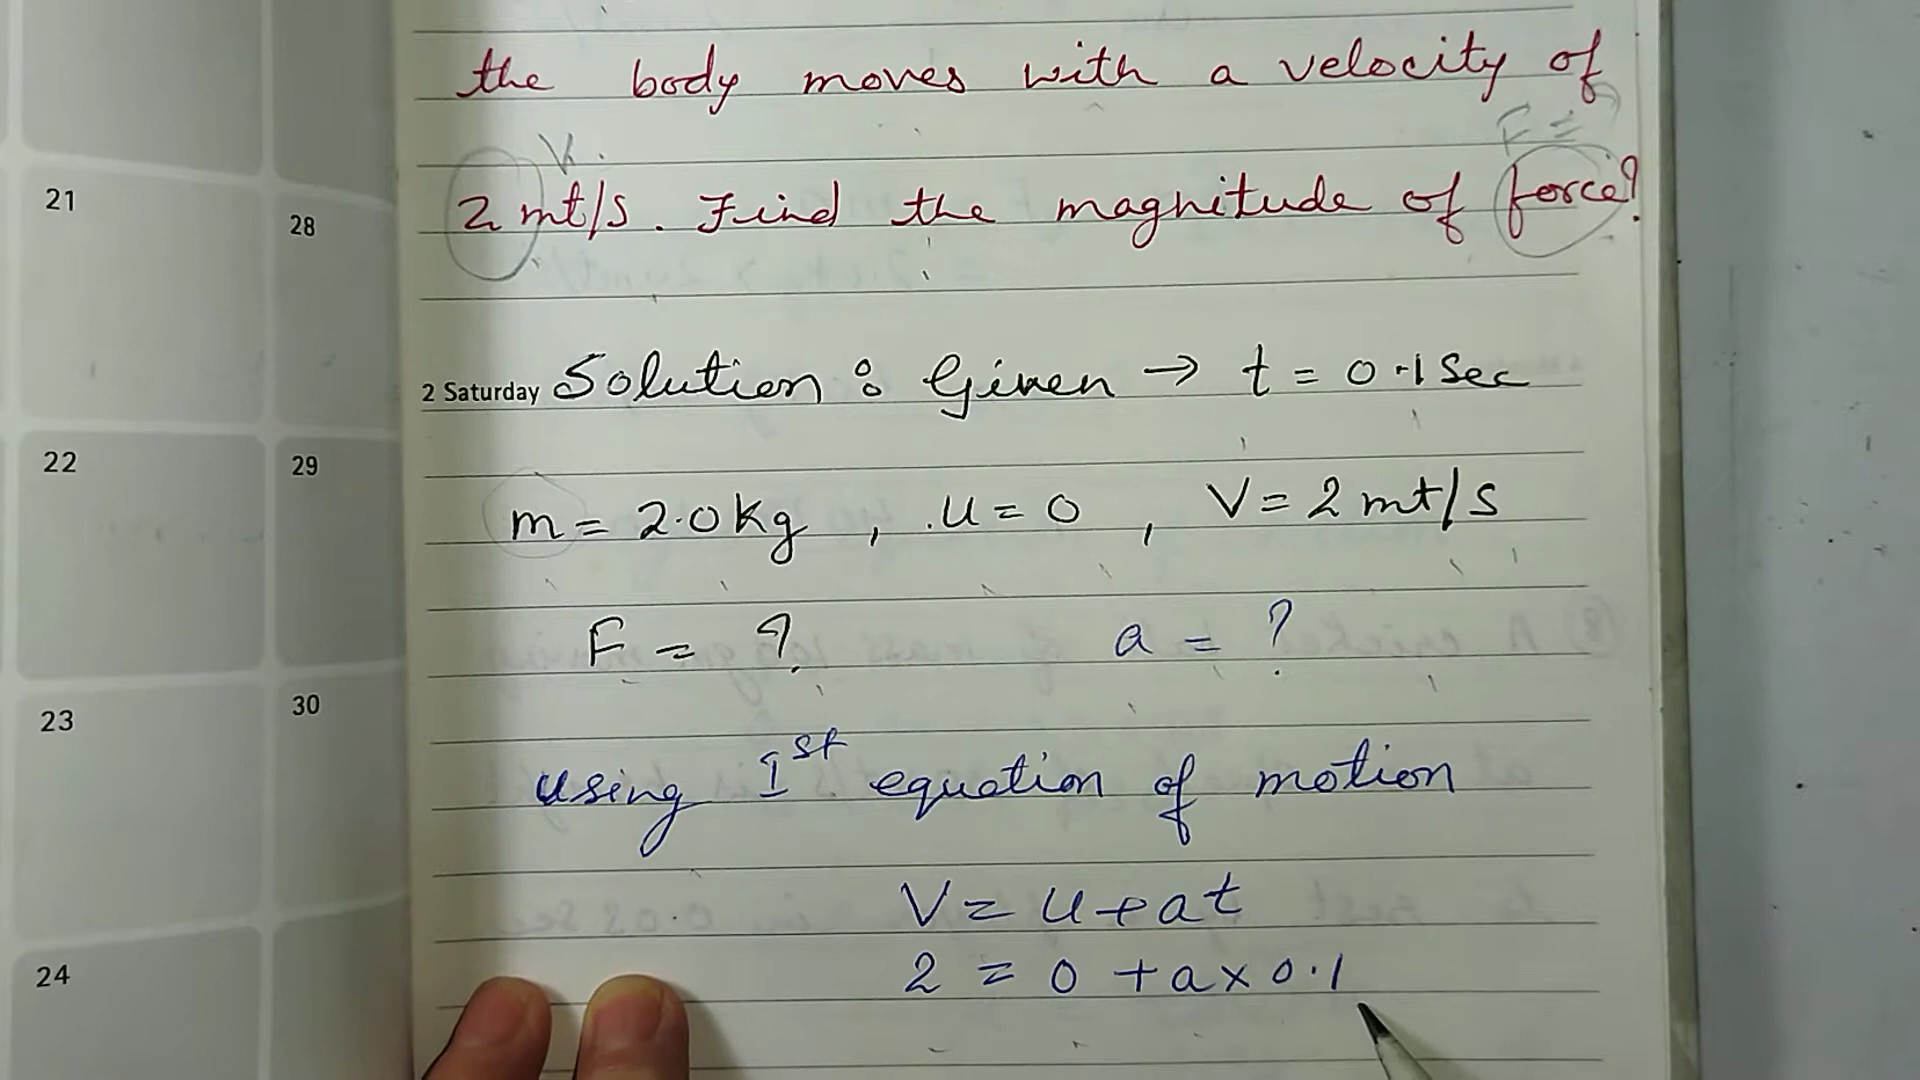 the body moves with a velocity of
V F =
2 mt/s. Find the magnitude of force?
2 Saturday Solution : Given → t = 0.1 Sec
m = 2.0 kg , u = 0 , V = 2 mt/s
F = ? a = ?
using 1st equation of motion
V = u + at
2 = 0 + a × 0.1
21
28
22
29
23
30
24